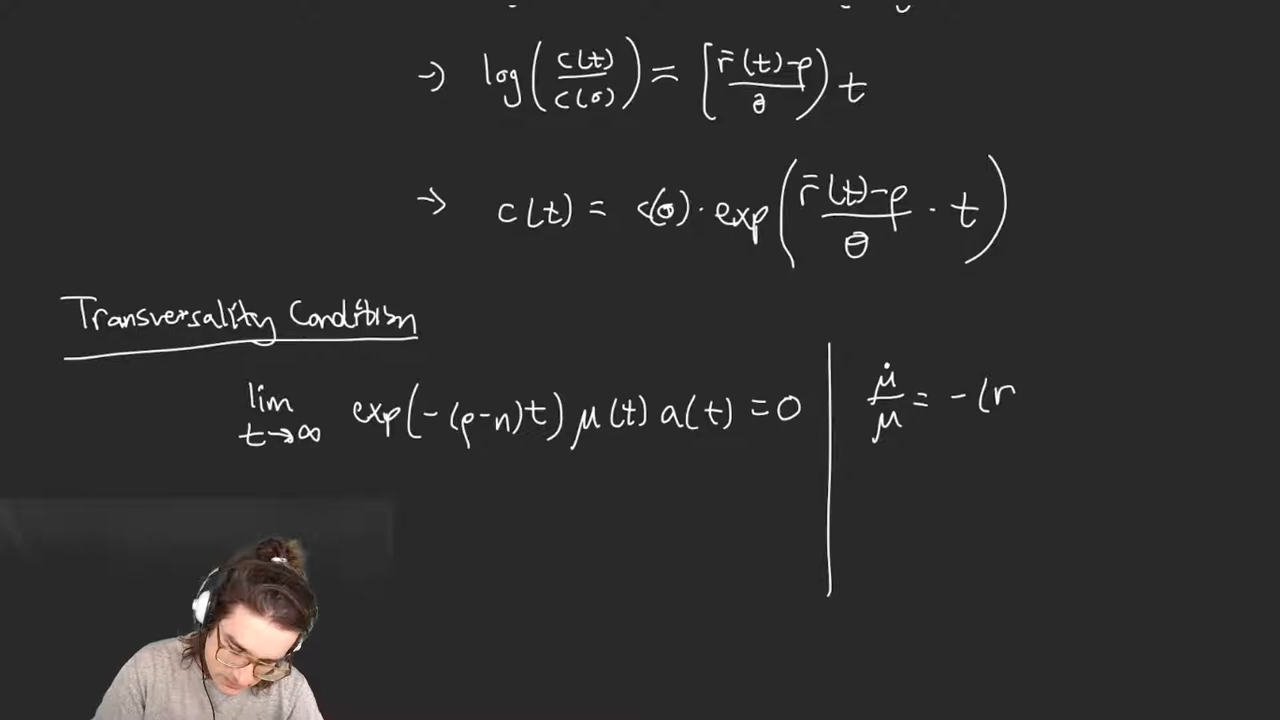 → log(c(t)/c(0)) = [r̄(t)-ρ/θ) t
→ c(t) = c(0) · exp(r̄(t)-ρ/θ · t)
Transversality Condition
lim t→∞ exp(-(ρ-n)t) μ(t) a(t) = 0
μ̇/μ = - (r